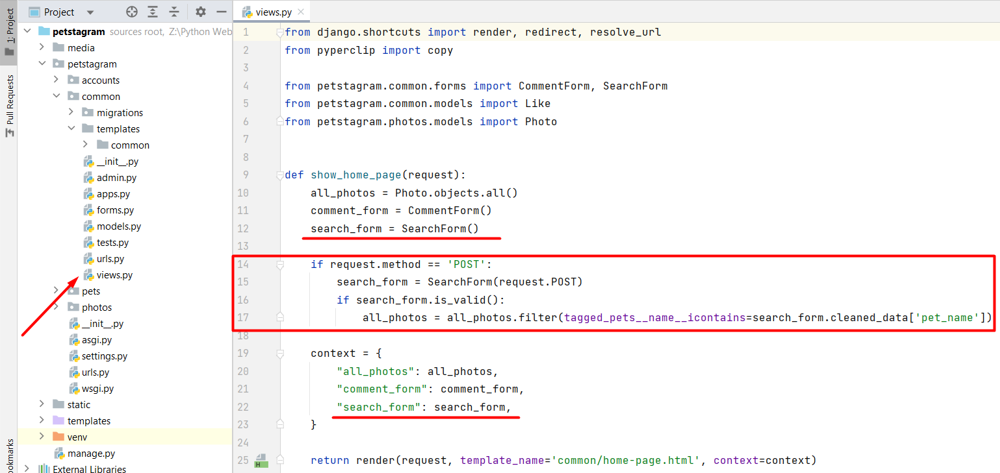 1: Project
Pull Requests
ookmarks
Project
petstagram sources root, Z:\Python Web
media
petstagram
accounts
common
migrations
templates
common
__init__.py
admin.py
apps.py
forms.py
models.py
tests.py
urls.py
views.py
pets
photos
__init__.py
asgi.py
settings.py
urls.py
wsgi.py
static
templates
venv
manage.py
External Libraries
views.py
1 from django.shortcuts import render, redirect, resolve_url
2 from pyperclip import copy
3
4 from petstagram.common.forms import CommentForm, SearchForm
5 from petstagram.common.models import Like
6 from petstagram.photos.models import Photo
7
8
9 def show_home_page(request):
10     all_photos = Photo.objects.all()
11     comment_form = CommentForm()
12     search_form = SearchForm()
13
14     if request.method == 'POST':
15         search_form = SearchForm(request.POST)
16         if search_form.is_valid():
17             all_photos = all_photos.filter(tagged_pets__name__icontains=search_form.cleaned_data['pet_name'])
18
19     context = {
20         "all_photos": all_photos,
21         "comment_form": comment_form,
22         "search_form": search_form,
23     }
24
25 H     return render(request, template_name='common/home-page.html', context=context)